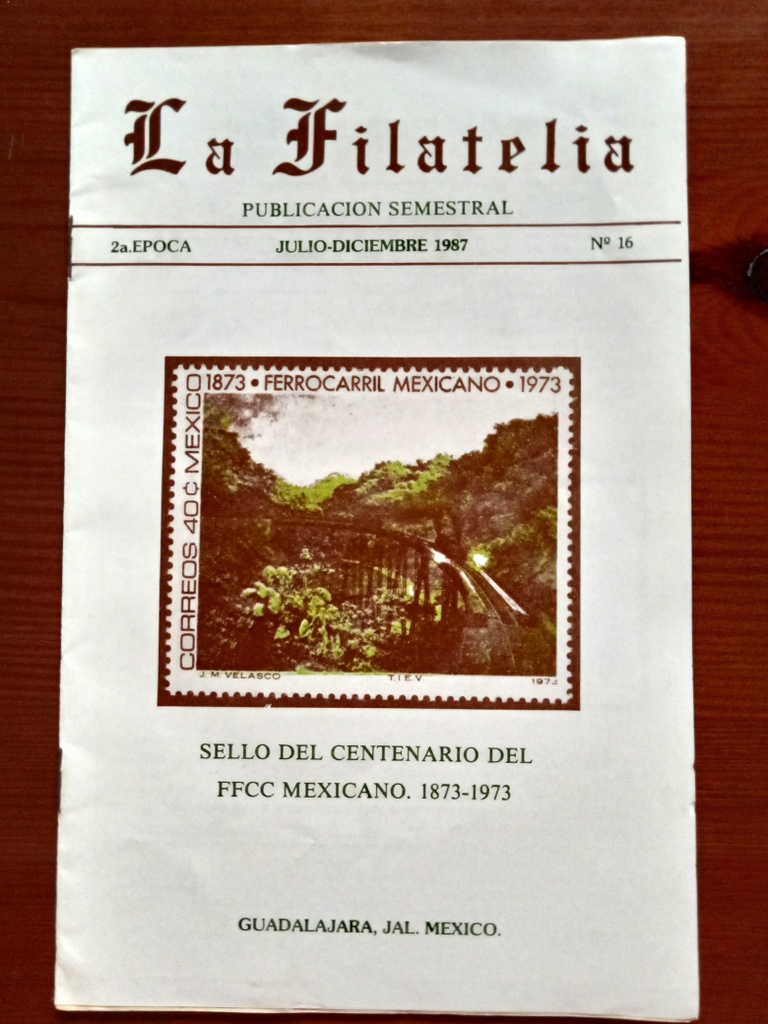 La Filatelia
PUBLICACION SEMESTRAL
2a.EPOCA JULIO-DICIEMBRE 1987 Nº 16
1873 • FERROCARRIL MEXICANO • 1973
CORREOS 40¢ MEXICO
J. M. VELASCO T.I.E.V. 1973
SELLO DEL CENTENARIO DEL
FFCC MEXICANO. 1873-1973
GUADALAJARA, JAL. MEXICO.